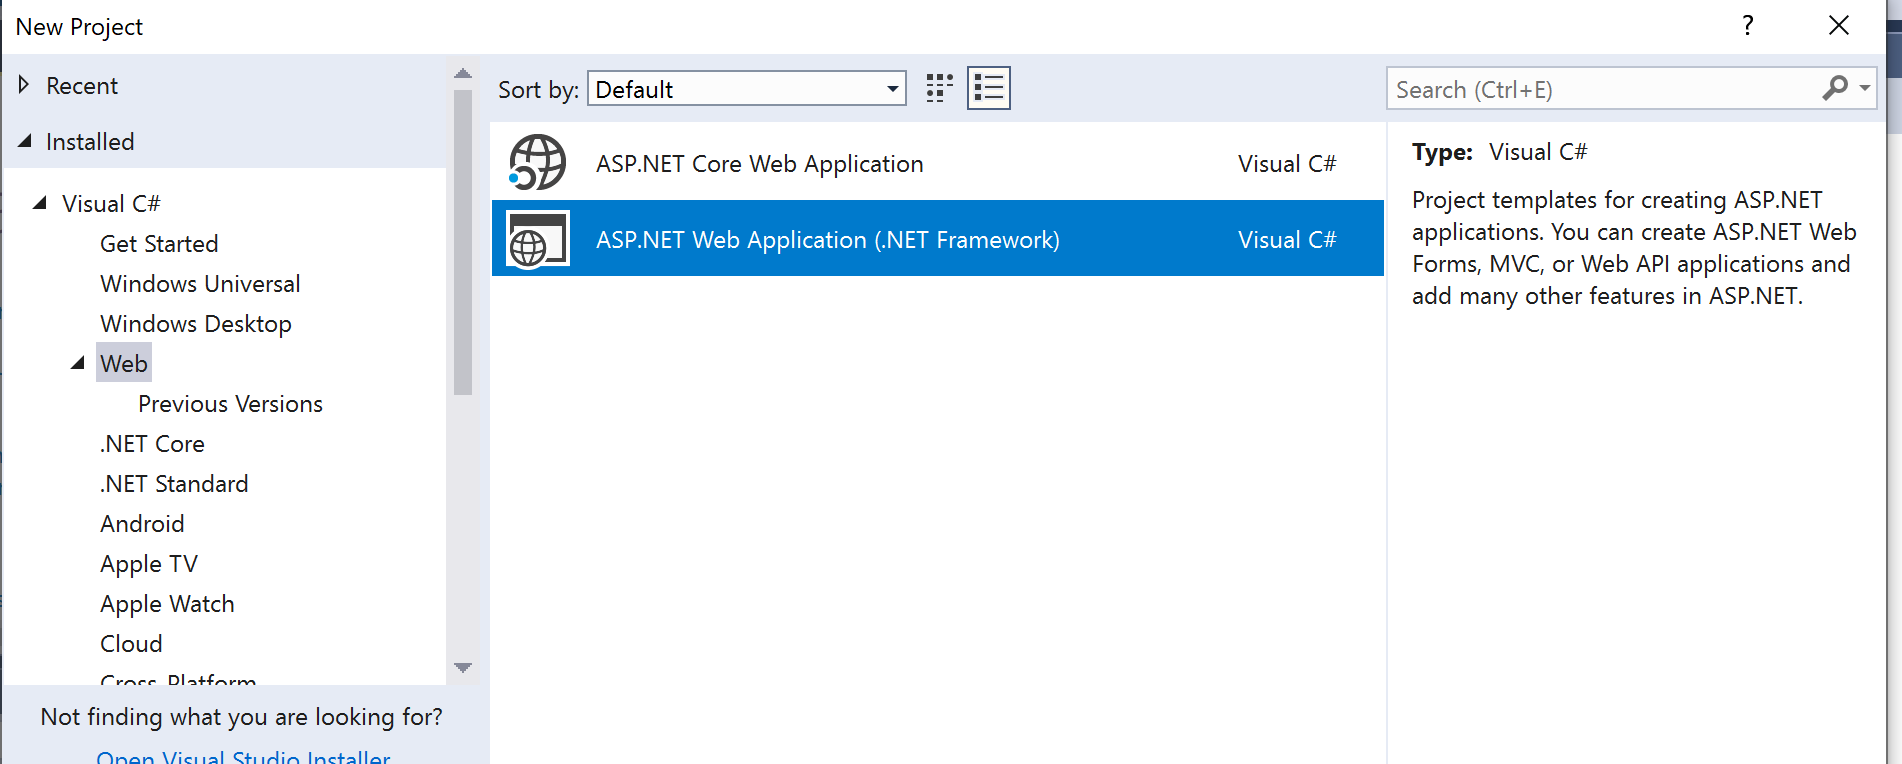 New Project
?
Recent
Installed
Visual C#
Get Started
Windows Universal
Windows Desktop
Web
Previous Versions
.NET Core
.NET Standard
Android
Apple TV
Apple Watch
Cloud
Cross-Platform
Not finding what you are looking for?
Open Visual Studio Installer
Sort by: Default
ASP.NET Core Web Application Visual C#
ASP.NET Web Application (.NET Framework) Visual C#
Search (Ctrl+E)
Type: Visual C#
Project templates for creating ASP.NET
applications. You can create ASP.NET Web
Forms, MVC, or Web API applications and
add many other features in ASP.NET.